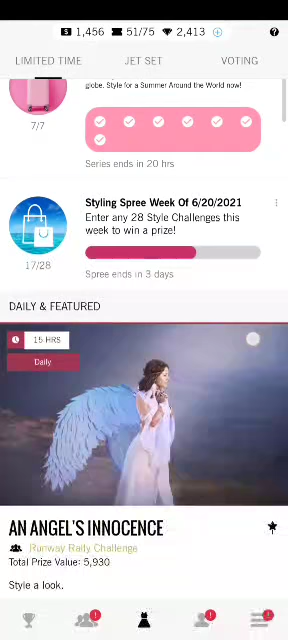 $ 1,456 51/75 2,413 + ?
LIMITED TIME JET SET VOTING
globe. Style for a Summer Around the World now!
7/7
Series ends in 20 hrs
Styling Spree Week Of 6/20/2021
Enter any 28 Style Challenges this
week to win a prize!
17/28
Spree ends in 3 days
DAILY & FEATURED
15 HRS
Daily
AN ANGEL'S INNOCENCE
Runway Rally Challenge
Total Prize Value: 5,930
Style a look.
! ! !